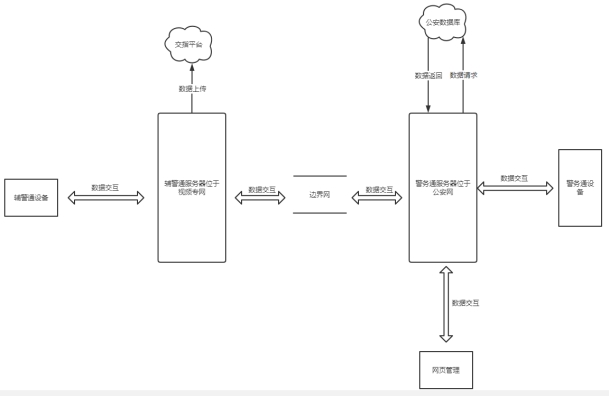 公安数据库
交指平台
数据返回
数据请求
数据上传
辅警通服务器位于
视频专网
警务通服务器位于
公安网
数据交互
警务通设
备
辅警通设备
数据交互
数据交互
边界网
数据交互
数据交互
网页管理